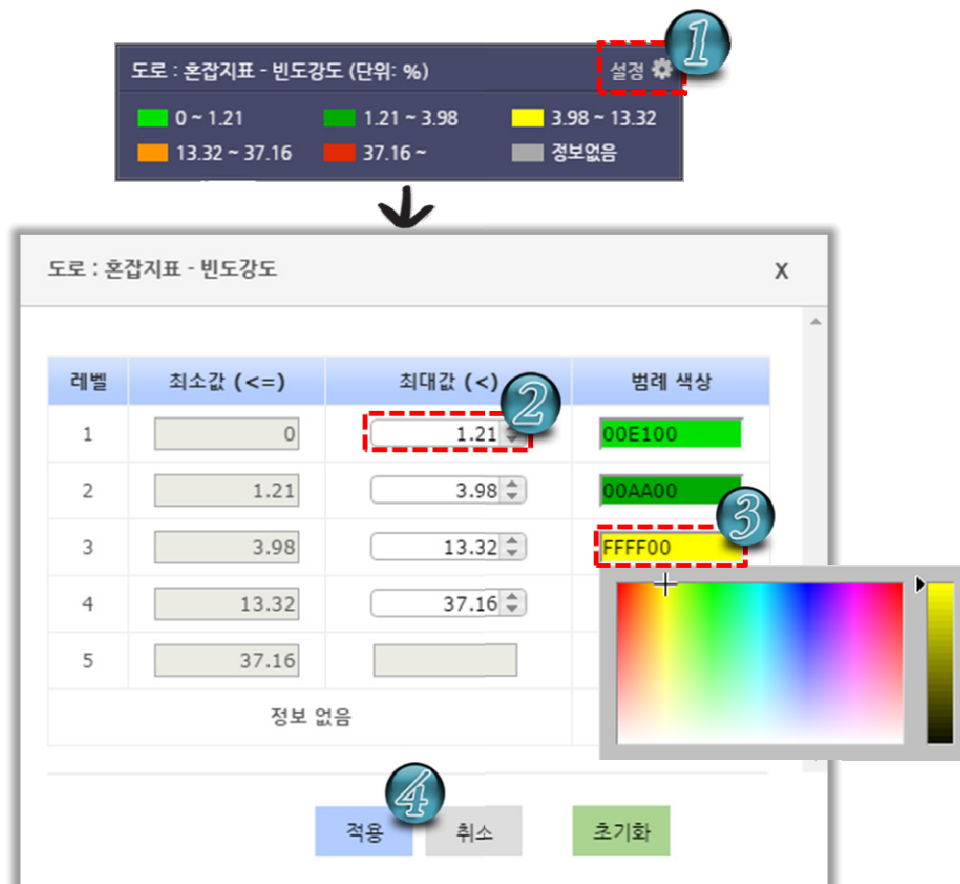 1
도로 : 혼잡지표 - 빈도강도 (단위: %) 설정
0 ~ 1.21 1.21 ~ 3.98 3.98 ~ 13.32
13.32 ~ 37.16 37.16 ~ 정보없음
도로 : 혼잡지표 - 빈도강도 X
레벨 최소값 (<=) 최대값 (<) 2 범례 색상
1 0 1.21 00E100
2 1.21 3.98 00AA00
3
3 3.98 13.32 FFFF00
4 13.32 37.16
5 37.16
정보 없음
4
적용 취소 초기화